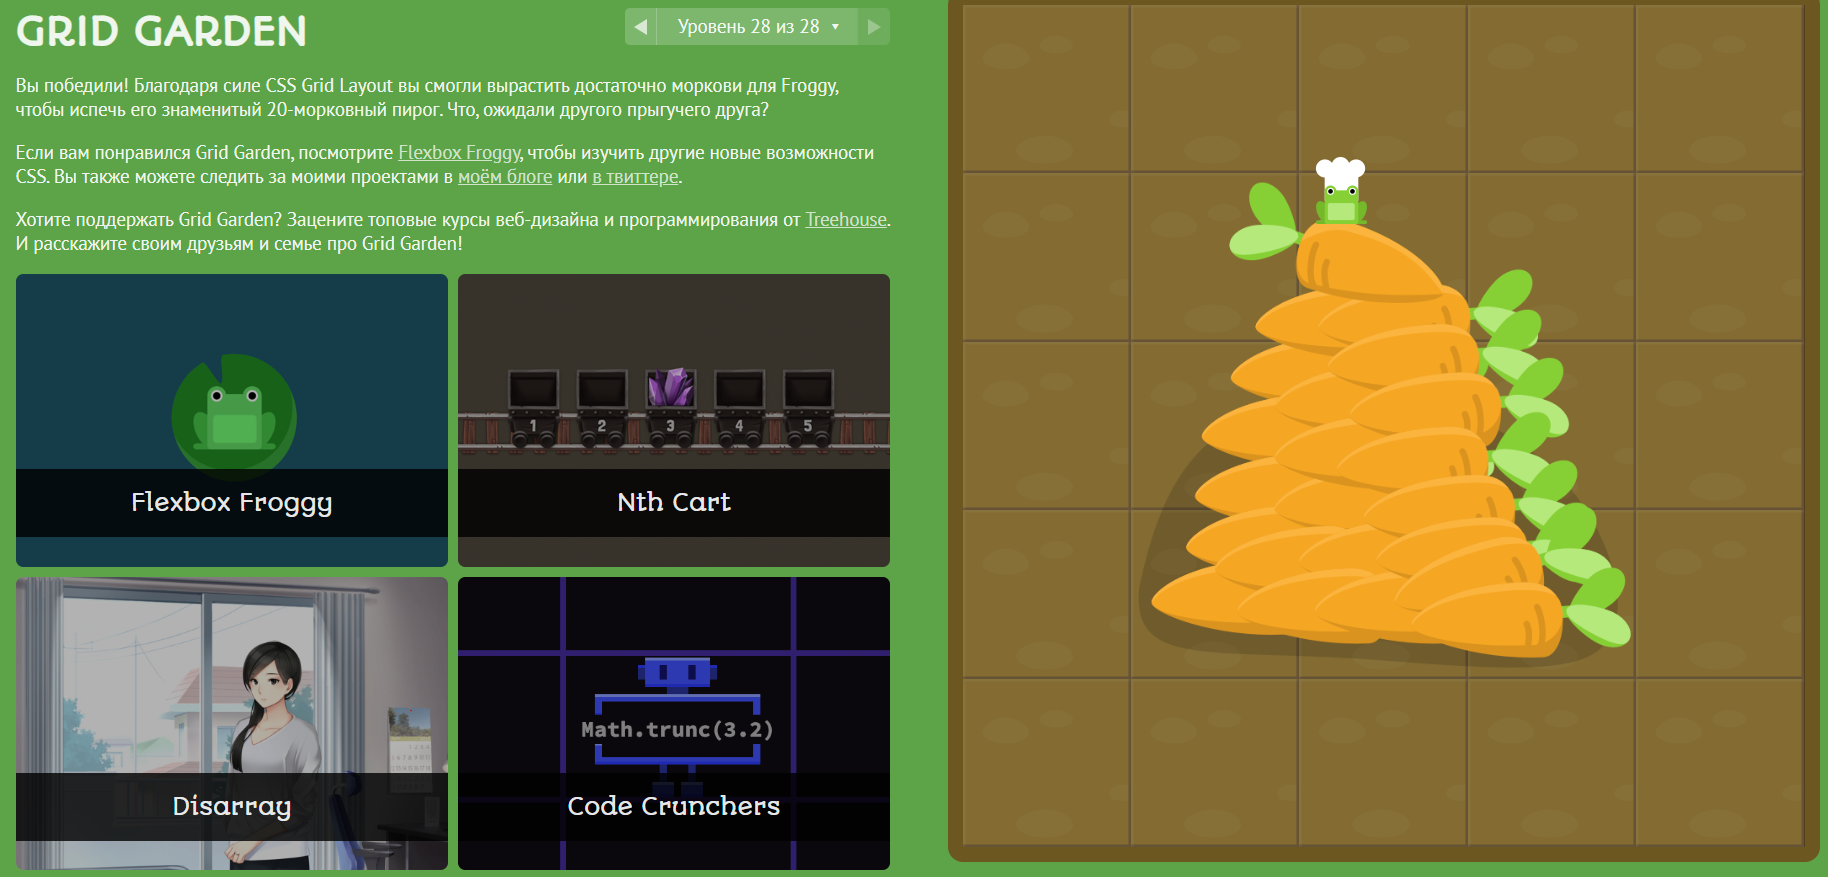 GRID GARDEN
Уровень 28 из 28
Вы победили! Благодаря силе CSS Grid Layout вы смогли вырастить достаточно моркови для Froggy,
чтобы испечь его знаменитый 20-морковный пирог. Что, ожидали другого прыгучего друга?
Если вам понравился Grid Garden, посмотрите Flexbox Froggy, чтобы изучить другие новые возможности
CSS. Вы также можете следить за моими проектами в моём блоге или в твиттере.
Хотите поддержать Grid Garden? Зацените топовые курсы веб-дизайна и программирования от Treehouse.
И расскажите своим друзьям и семье про Grid Garden!
Flexbox Froggy
1 2 3 4 5
Nth Cart
Disarray
Math.trunc(3.2)
Code Crunchers